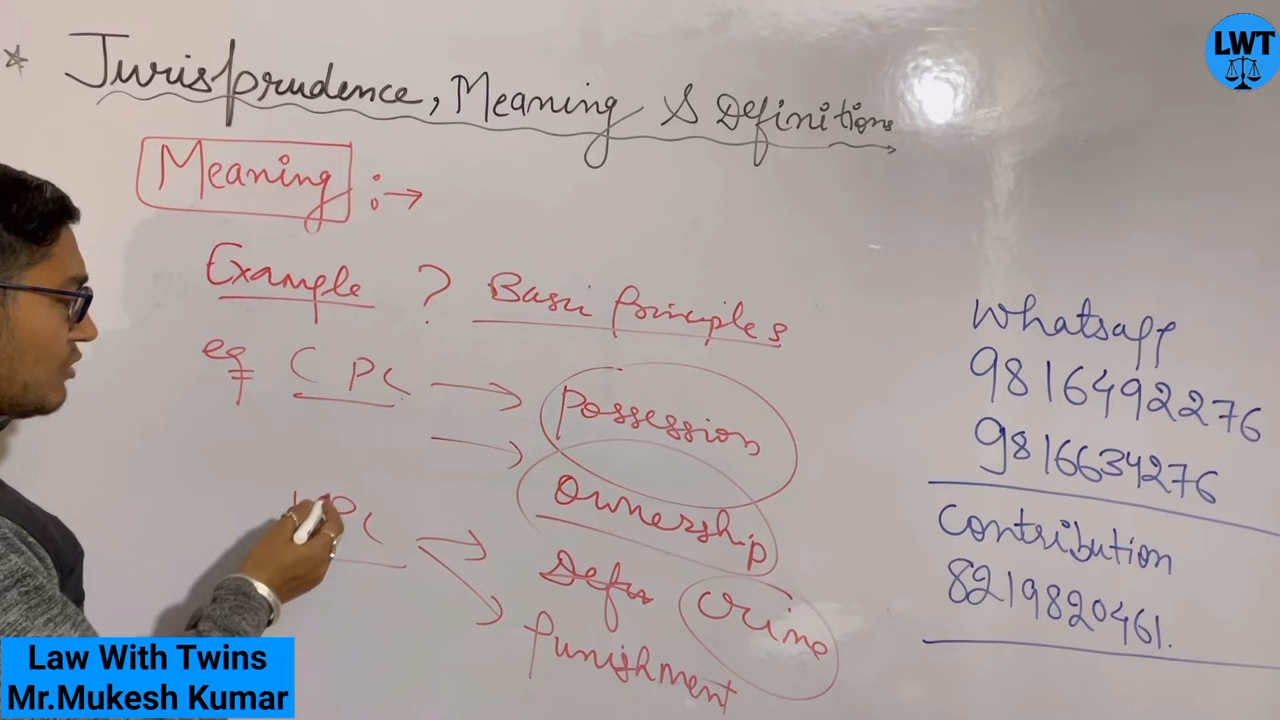 LWT
* Jurisprudence, Meaning & Definitions
Meaning :→
Example ? Basic Principles
eg CPC → Possession
→ Ownership
IPC → Defn Crime
Punishment
Whatsapp
9816492276
9816634276
Contribution
8219820461.
Law With Twins
Mr.Mukesh Kumar